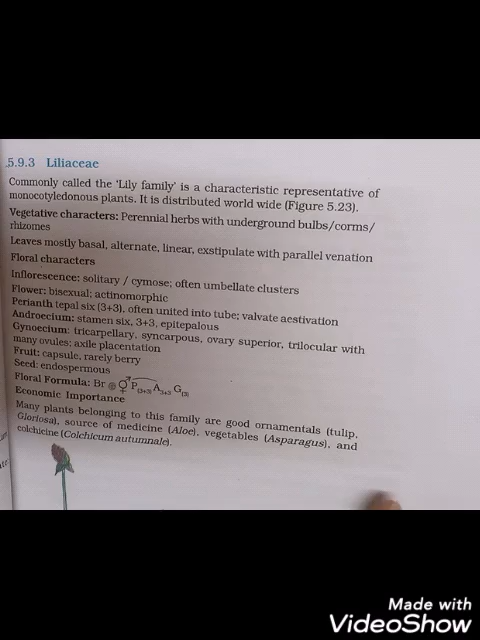 5.9.3 Liliaceae
Commonly called the 'Lily family' is a characteristic representative of
monocotyledonous plants. It is distributed world wide (Figure 5.23).
Vegetative characters: Perennial herbs with underground bulbs/corms/
rhizomes
Leaves mostly basal, alternate, linear, exstipulate with parallel venation
Floral characters
Inflorescence: solitary / cymose; often umbellate clusters
Flower: bisexual; actinomorphic
Perianth tepal six (3+3), often united into tube; valvate aestivation
Androecium: stamen six, 3+3, epitepalous
Gynoecium: tricarpellary, syncarpous, ovary superior, trilocular with
many ovules; axile placentation
Fruit: capsule, rarely berry
Seed: endospermous
Floral Formula: Br ⊕ ⚥ P(3+3) A3+3 G(3)
Economic Importance
Many plants belonging to this family are good ornamentals (tulip,
Gloriosa), source of medicine (Aloe), vegetables (Asparagus), and
colchicine (Colchicum autumnale).
Made with
VideoShow